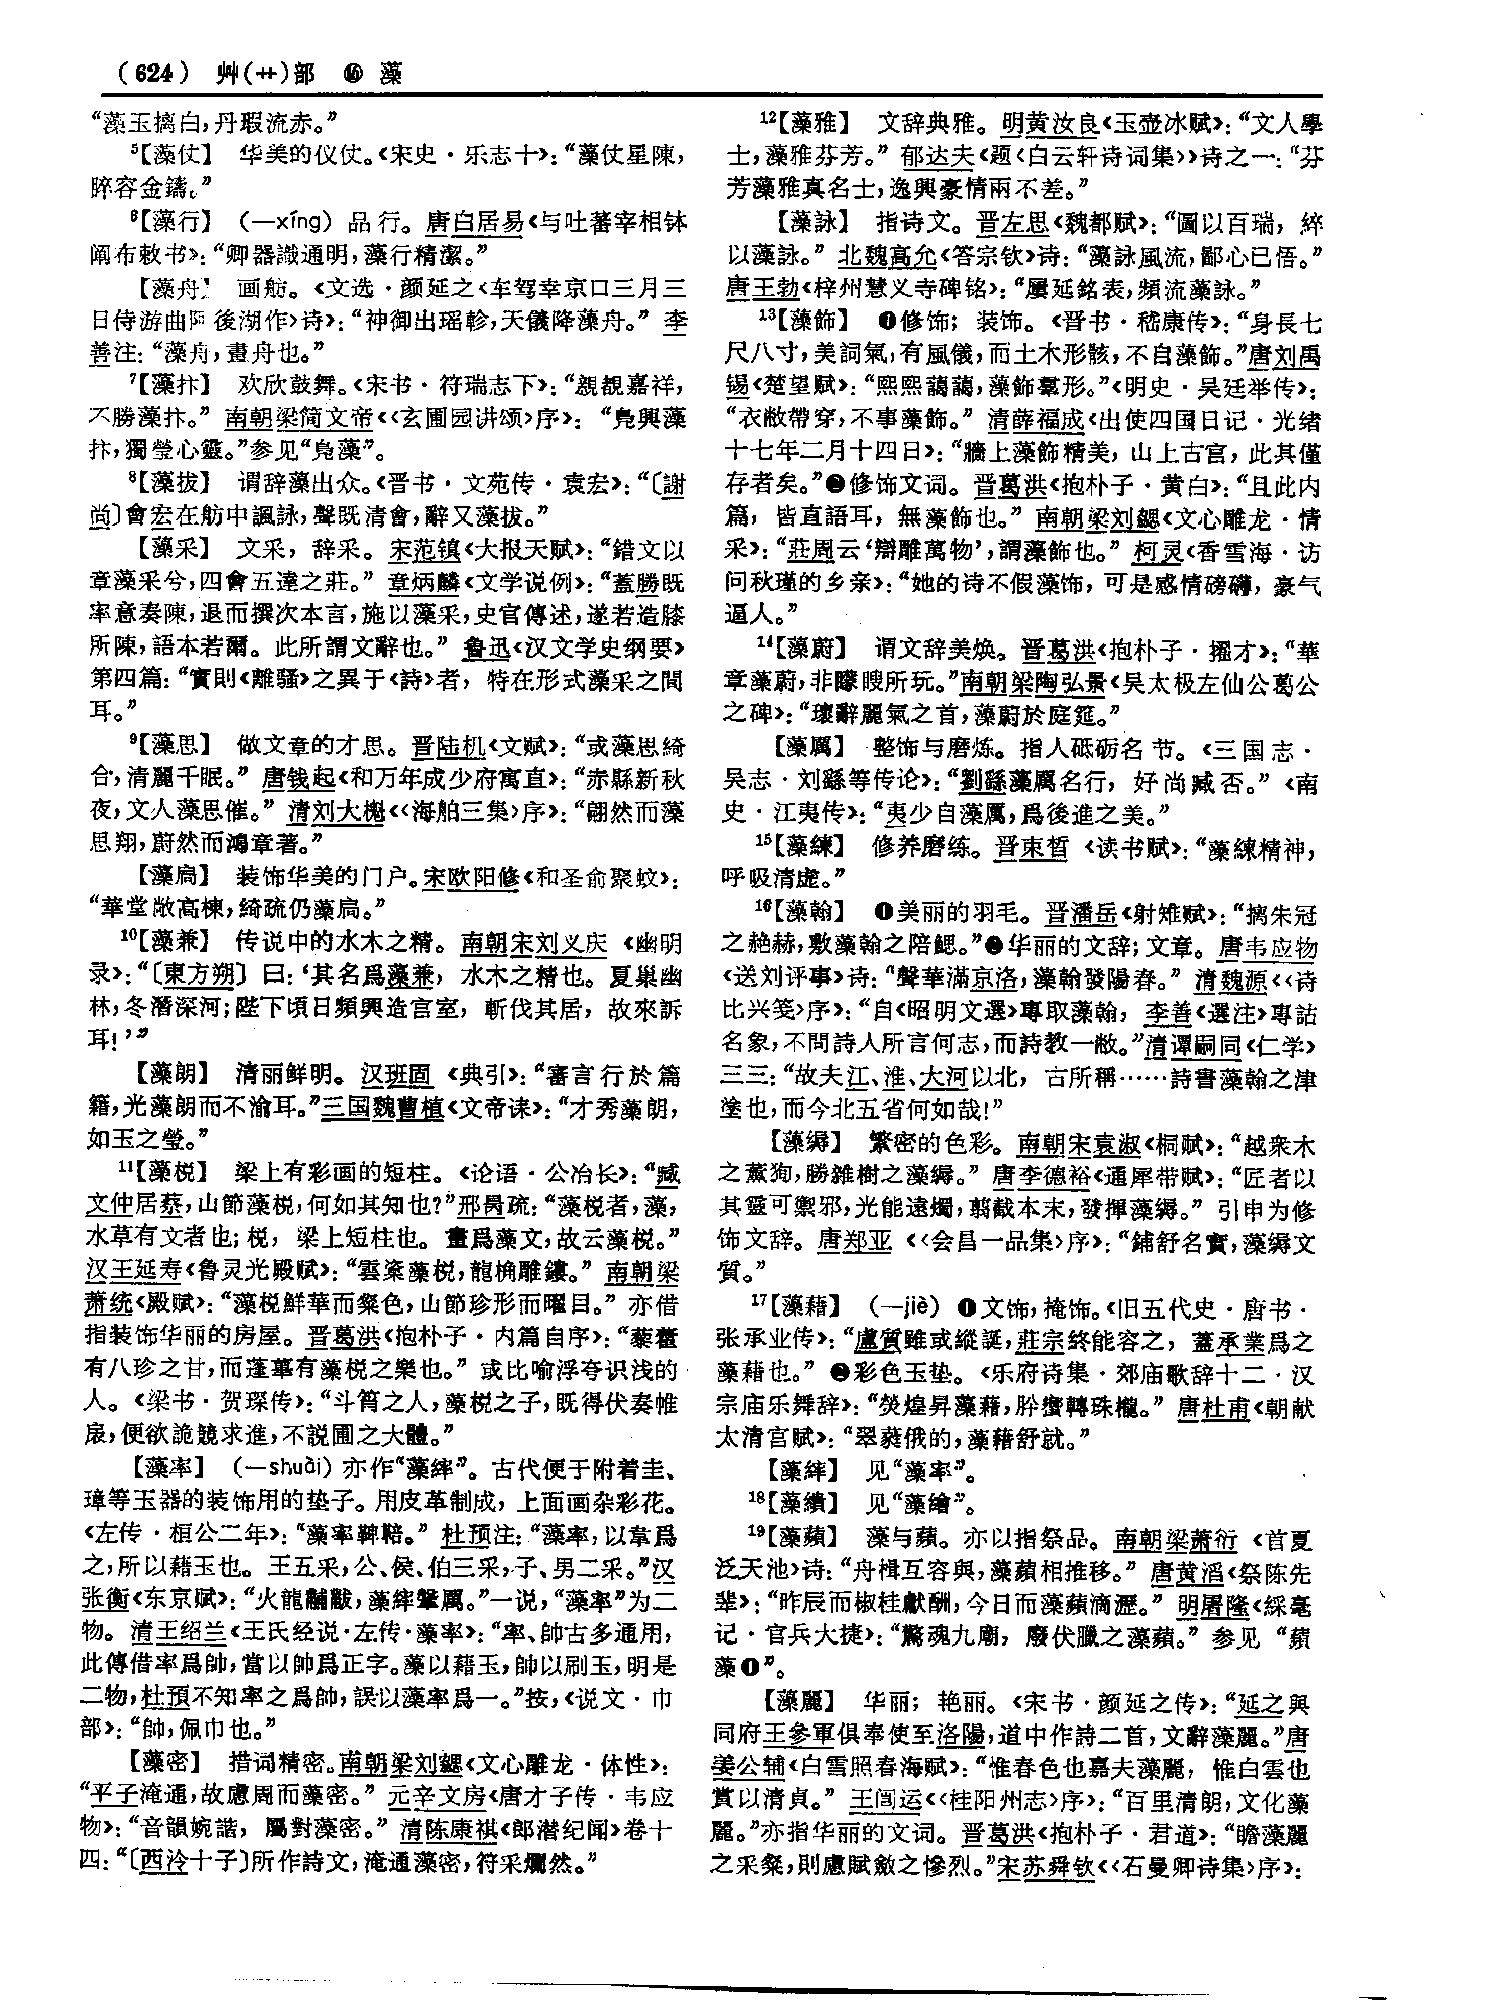 (624) 艸(艹)部 ⓰ 藻
“藻玉摛白,丹瑕流赤。”
⁵【藻仗】 华美的仪仗。《宋史·乐志十》:“藻仗星陳,
睟容金鑄。”
⁶【藻行】 (—xíng) 品行。唐白居易《与吐蕃宰相钵
阐布敕书》:“卿器識通明,藻行精潔。”
【藻舟】 画舫。《文选·颜延之〈车驾幸京口三月三
日侍游曲阿後湖作〉诗》:“神御出瑶軫,天儀降藻舟。” 李
善注:“藻舟,畫舟也。”
⁷【藻抃】 欢欣鼓舞。《宋书·符瑞志下》:“覩靚嘉祥,
不勝藻抃。” 南朝梁简文帝《〈玄圃园讲颂〉序》: “凫興藻
抃,獨瑩心靈。”参见“凫藻”。
⁸【藻拔】 谓辞藻出众。《晋书·文苑传·袁宏》:“〔謝
尚〕會宏在舫中諷詠,聲既清會,辭又藻拔。”
【藻采】 文采,辞采。宋范镇《大报天赋》:“錯文以
章藻采兮,四會五達之莊。” 章炳麟《文学说例》:“蓋勝既
率意奏陳,退而撰次本言,施以藻采,史官傳述,遂若造膝
所陳,語本若爾。此所謂文辭也。” 鲁迅《汉文学史纲要》
第四篇:“實則《離騷》之異于《詩》者,特在形式藻采之間
耳。”
⁹【藻思】 做文章的才思。晋陆机《文赋》:“或藻思綺
合,清麗千眠。” 唐钱起《和万年成少府寓直》:“赤縣新秋
夜,文人藻思催。” 清刘大櫆《〈海舶三集〉序》:“翩然而藻
思翔,蔚然而鴻章著。”
【藻扃】 装饰华美的门户。宋欧阳修《和圣俞聚蚊》:
“華堂敞高棟,綺疏仍藻扃。”
¹⁰【藻兼】 传说中的水木之精。南朝宋刘义庆《幽明
录》:“〔東方朔〕曰:‘其名爲藻兼,水木之精也。夏巢幽
林,冬潛深河;陛下頃日頻興造宫室,斬伐其居,故來訴
耳!’”
【藻朗】 清丽鲜明。汉班固《典引》:“審言行於篇
籍,光藻朗而不渝耳。”三国魏曹植《文帝诔》:“才秀藻朗,
如玉之瑩。”
¹¹【藻棁】 梁上有彩画的短柱。《论语·公冶长》:“臧
文仲居蔡,山節藻棁,何如其知也?”邢昺疏:“藻棁者,藻,
水草有文者也;棁,梁上短柱也。畫爲藻文,故云藻棁。”
汉王延寿《鲁灵光殿赋》:“雲楶藻棁,龍桷雕鏤。” 南朝梁
萧统《殿赋》:“藻棁鮮華而粲色,山節珍形而曜目。” 亦借
指装饰华丽的房屋。晋葛洪《抱朴子·内篇自序》:“藜藿
有八珍之甘,而蓬蓽有藻棁之樂也。” 或比喻浮夸识浅的
人。《梁书·贺琛传》:“斗筲之人,藻棁之子,既得伏奏帷
扆,便欲詭競求進,不説國之大體。”
【藻率】 (—shuài) 亦作“藻繂”。古代便于附着圭、
璋等玉器的装饰用的垫子。用皮革制成,上面画杂彩花。
《左传·桓公二年》:“藻率鞞鞛。” 杜预注:“藻率,以韋爲
之,所以藉玉也。王五采,公、侯、伯三采,子、男二采。”汉
张衡《东京赋》:“火龍黼黻,藻繂鞶厲。”一说,“藻率”为二
物。清王绍兰《王氏经说·左传·藻率》:“率、帥古多通用,
此傳借率爲帥,當以帥爲正字。藻以藉玉,帥以刷玉,明是
二物,杜預不知率之爲帥,誤以藻率爲一。”按,《说文·巾
部》:“帥,佩巾也。”
【藻密】 措词精密。南朝梁刘勰《文心雕龙·体性》:
“平子淹通,故慮周而藻密。” 元辛文房《唐才子传·韦应
物》:“音韻婉諧,屬對藻密。” 清陈康祺《郎潜纪闻》卷十
四:“〔西泠十子〕所作詩文,淹通藻密,符采爛然。”
¹²【藻雅】 文辞典雅。明黄汝良《玉壶冰赋》:“文人學
士,藻雅芬芳。” 郁达夫《题〈白云轩诗词集〉》诗之一:“芬
芳藻雅真名士,逸興豪情兩不差。”
【藻詠】 指诗文。晋左思《魏都赋》:“圖以百瑞,綷
以藻詠。” 北魏高允《答宗钦》诗:“藻詠風流,鄙心已悟。”
唐王勃《梓州慧义寺碑铭》:“屢延銘表,頻流藻詠。”
¹³【藻飾】 ❶修饰;装饰。《晋书·嵇康传》:“身長七
尺八寸,美詞氣,有風儀,而土木形骸,不自藻飾。”唐刘禹
锡《楚望赋》:“熙熙藹藹,藻飾羣形。”《明史·吴廷举传》:
“衣敝帶穿,不事藻飾。” 清薛福成《出使四国日记·光绪
十七年二月十四日》:“牆上藻飾精美,山上古宫,此其僅
存者矣。”❷修饰文词。晋葛洪《抱朴子·黄白》:“且此内
篇,皆直語耳,無藻飾也。” 南朝梁刘勰《文心雕龙·情
采》:“莊周云‘辯雕萬物’,謂藻飾也。” 柯灵《香雪海·访
问秋瑾的乡亲》:“她的诗不假藻饰,可是感情磅礴,豪气
逼人。”
¹⁴【藻蔚】 谓文辞美焕。晋葛洪《抱朴子·擢才》:“華
章藻蔚,非矇瞍所玩。”南朝梁陶弘景《吴太极左仙公葛公
之碑》:“瓌辭麗氣之首,藻蔚於庭筵。”
【藻厲】 整饰与磨炼。指人砥砺名节。《三国志·
吴志·刘繇等传论》:“劉繇藻厲名行,好尚臧否。”《南
史·江夷传》:“夷少自藻厲,爲後進之美。”
¹⁵【藻練】 修养磨练。晋束晳《读书赋》:“藻練精神,
呼吸清虚。”
¹⁶【藻翰】 ❶美丽的羽毛。晋潘岳《射雉赋》:“摛朱冠
之赩赫,敷藻翰之陪鰓。”❷华丽的文辞;文章。唐韦应物
《送刘评事》诗:“聲華滿京洛,藻翰發陽春。” 清魏源《〈诗
比兴笺〉序》:“自《昭明文選》專取藻翰,李善《選注》專詁
名象,不問詩人所言何志,而詩教一敝。”清谭嗣同《仁学》
三三:“故夫江、淮、大河以北,古所稱……詩書藻翰之津
塗也,而今北五省何如哉!”
【藻縟】 繁密的色彩。南朝宋袁淑《桐赋》:“越衆木
之薰徇,勝雜樹之藻縟。” 唐李德裕《通犀带赋》:“匠者以
其靈可禦邪,光能遠燭,翦截本末,發揮藻縟。” 引申为修
饰文辞。唐郑亚《〈会昌一品集〉序》:“鋪舒名實,藻縟文
質。”
¹⁷【藻藉】 (—jiè) ❶文饰,掩饰。《旧五代史·唐书·
张承业传》:“盧質雖或縱誕,莊宗終能容之,蓋承業爲之
藻藉也。” ❷彩色玉垫。《乐府诗集·郊庙歌辞十二·汉
宗庙乐舞辞》:“熒煌昇藻藉,肸蠁轉珠櫳。” 唐杜甫《朝献
太清宫赋》:“翠蕤俄的,藻藉舒就。”
【藻繂】 见“藻率”。
¹⁸【藻繢】 见“藻繪”。
¹⁹【藻蘋】 藻与蘋。亦以指祭品。南朝梁萧衍《首夏
泛天池》诗:“舟楫互容與,藻蘋相推移。” 唐黄滔《祭陈先
辈》:“昨辰而椒桂獻酬,今日而藻蘋滴瀝。” 明屠隆《綵毫
记·官兵大捷》:“驚魂九廟,廢伏臘之藻蘋。” 参见“蘋
藻❶”。
【藻麗】 华丽;艳丽。《宋书·颜延之传》:“延之與
同府王參軍俱奉使至洛陽,道中作詩二首,文辭藻麗。”唐
姜公辅《白雪照春海赋》:“惟春色也嘉夫藻麗,惟白雲也
賞以清貞。” 王闿运《〈桂阳州志〉序》:“百里清朗,文化藻
麗。”亦指华丽的文词。晋葛洪《抱朴子·君道》:“瞻藻麗
之采粲,則慮賦斂之慘烈。”宋苏舜钦《〈石曼卿诗集〉序》: